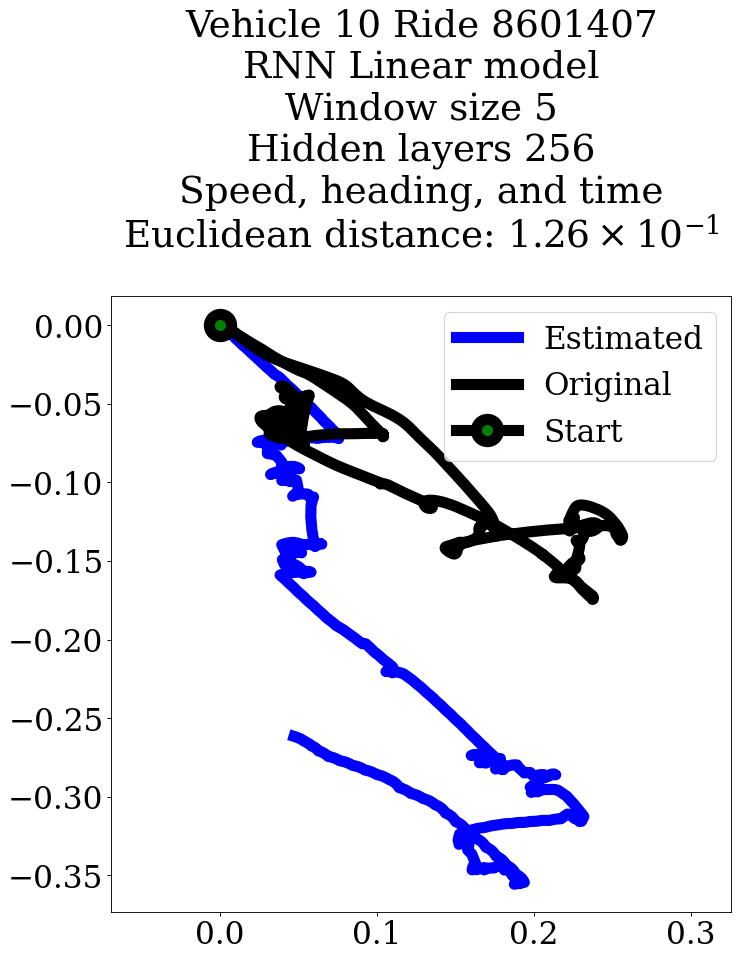 Vehicle 10 Ride 8601407
RNN Linear model
Window size 5
Hidden layers 256
Speed, heading, and time
Euclidean distance: 1.26 × 10⁻¹
Estimated
Original
Start
0.00
−0.05
−0.10
−0.15
−0.20
−0.25
−0.30
−0.35
0.0 0.1 0.2 0.3